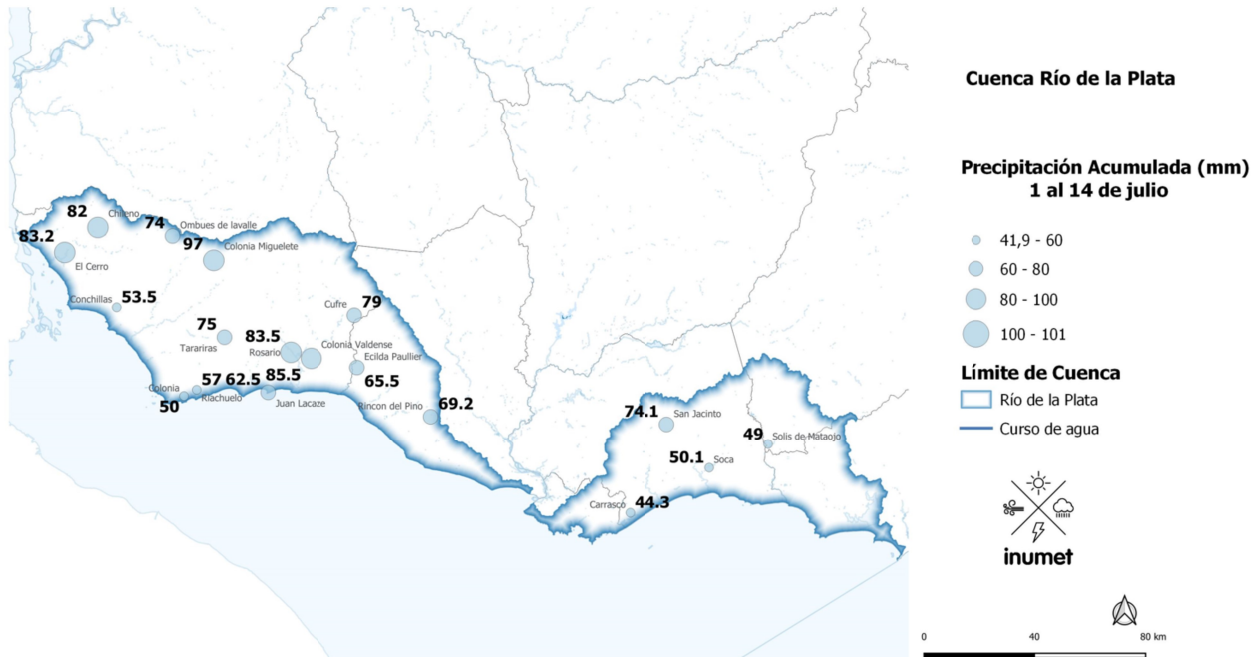 Cuenca Río de la Plata
Precipitación Acumulada (mm)
1 al 14 de julio
41,9 - 60
60 - 80
80 - 100
100 - 101
Límite de Cuenca
Río de la Plata
Curso de agua
inumet
0 40 80 km
82 Chileno
74 Ombues de lavalle
83.2
97 Colonia Miguelete
El Cerro
Conchillas 53.5
Cufre 79
75
Tarariras
83.5
Rosario
Colonia Valdense
85.5
Ecilda Paullier
65.5
Colonia
50
57
Riachuelo
62.5
Juan Lacaze
Rincon del Pino 69.2
74.1 San Jacinto
49 Solis de Mataojo
50.1 Soca
Carrasco 44.3